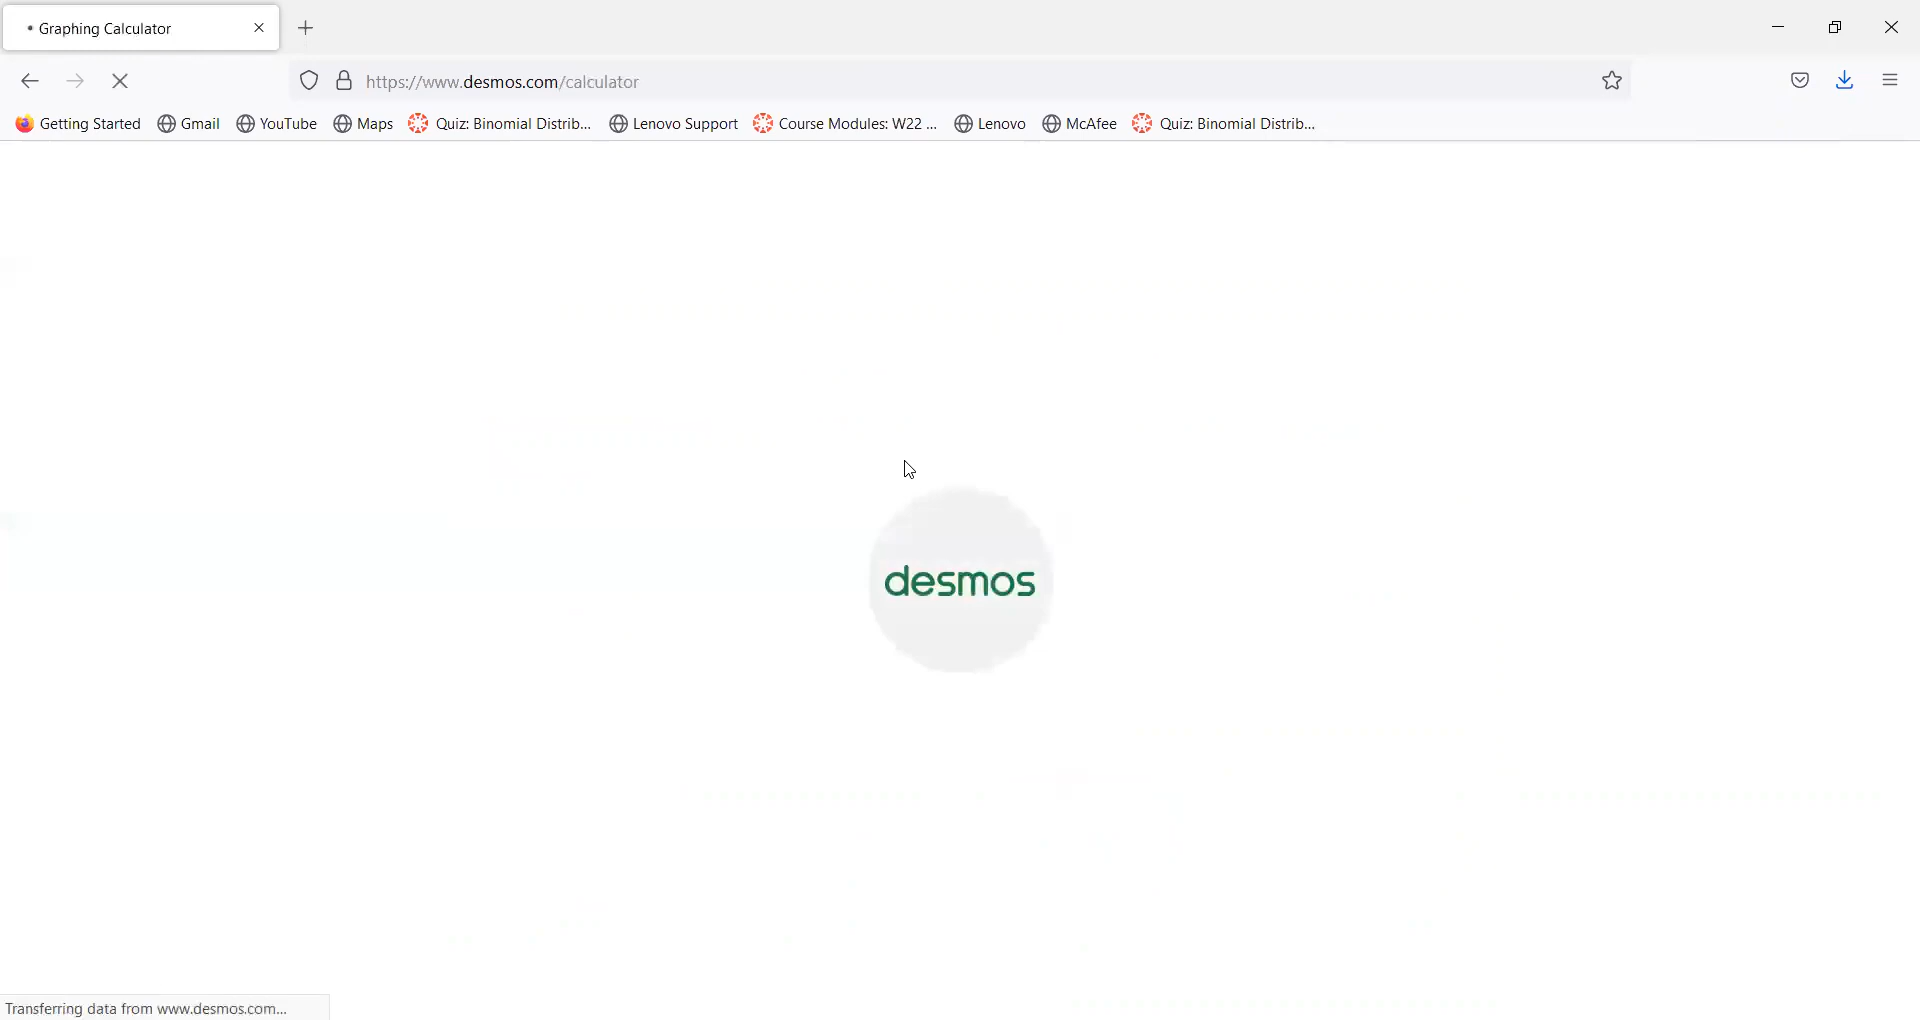 Graphing Calculator
https://www.desmos.com/calculator
Getting Started Gmail YouTube Maps Quiz: Binomial Distrib... Lenovo Support Course Modules: W22 ... Lenovo McAfee Quiz: Binomial Distrib...
desmos
Transferring data from www.desmos.com...